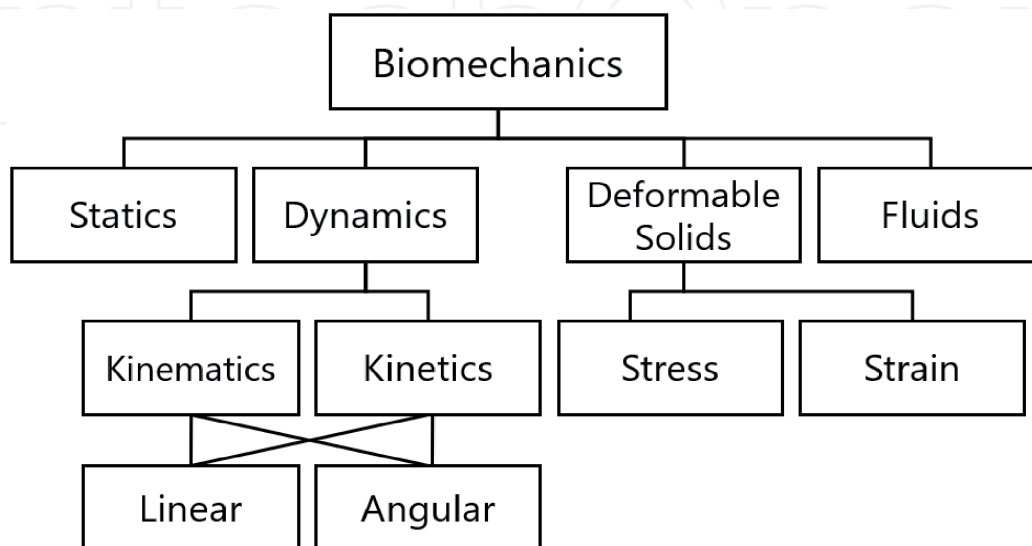 Biomechanics
Statics
Dynamics
Deformable
Solids
Fluids
Kinematics
Kinetics
Stress
Strain
Linear
Angular